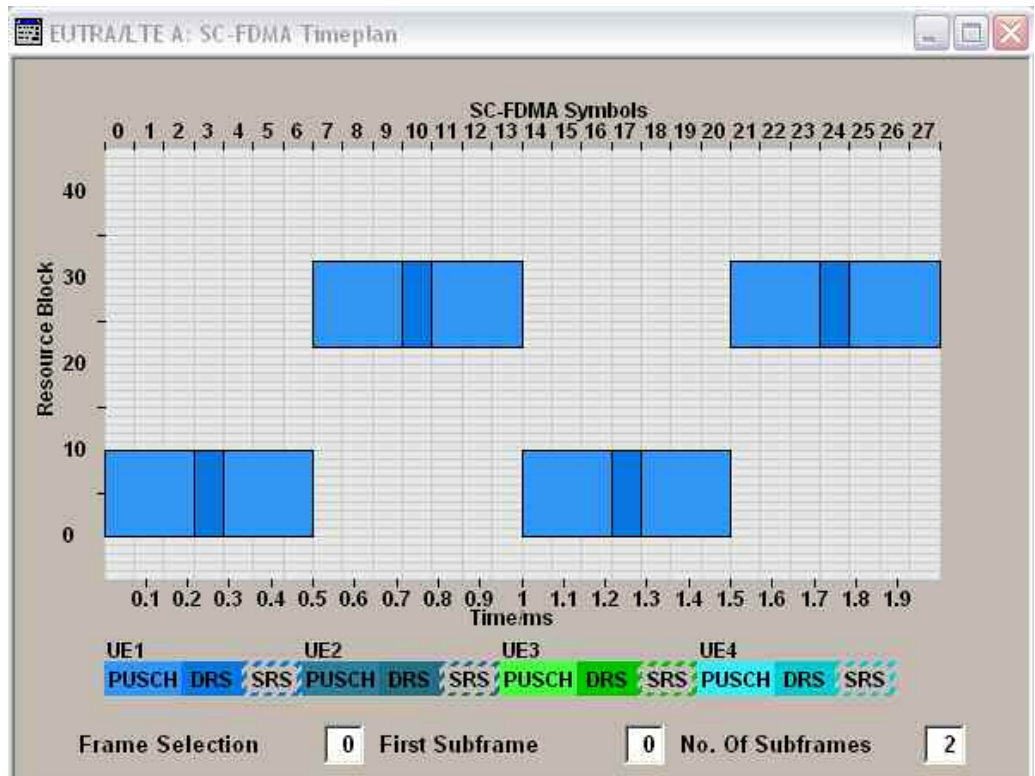 EUTRA/LTE A: SC-FDMA Timeplan
SC-FDMA Symbols
0 1 2 3 4 5 6 7 8 9 10 11 12 13 14 15 16 17 18 19 20 21 22 23 24 25 26 27
Resource Block
40
30
20
10
0
0.1 0.2 0.3 0.4 0.5 0.6 0.7 0.8 0.9 1 1.1 1.2 1.3 1.4 1.5 1.6 1.7 1.8 1.9
Time/ms
UE1 UE2 UE3 UE4
PUSCH DRS SRS PUSCH DRS SRS PUSCH DRS SRS PUSCH DRS SRS
Frame Selection 0 First Subframe 0 No. Of Subframes 2